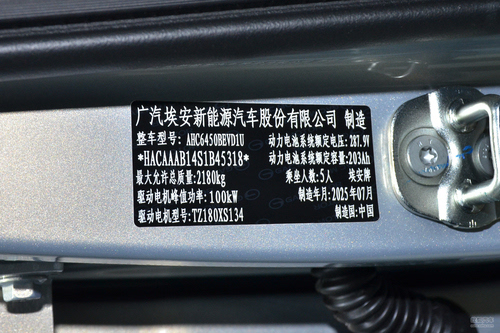 广汽埃安新能源汽车股份有限公司 制造
整车型号: AHC6450BEVD1U 动力电池系统额定电压: 287.9V
*HACAAAB14S1B45318* 动力电池系统额定容量: 203Ah
最大允许总质量: 2180kg 乘坐人数: 5人 埃安牌
驱动电机峰值功率: 100kW 制造年月: 2025年07月
驱动电机型号: TZ180XS134 制造国: 中国